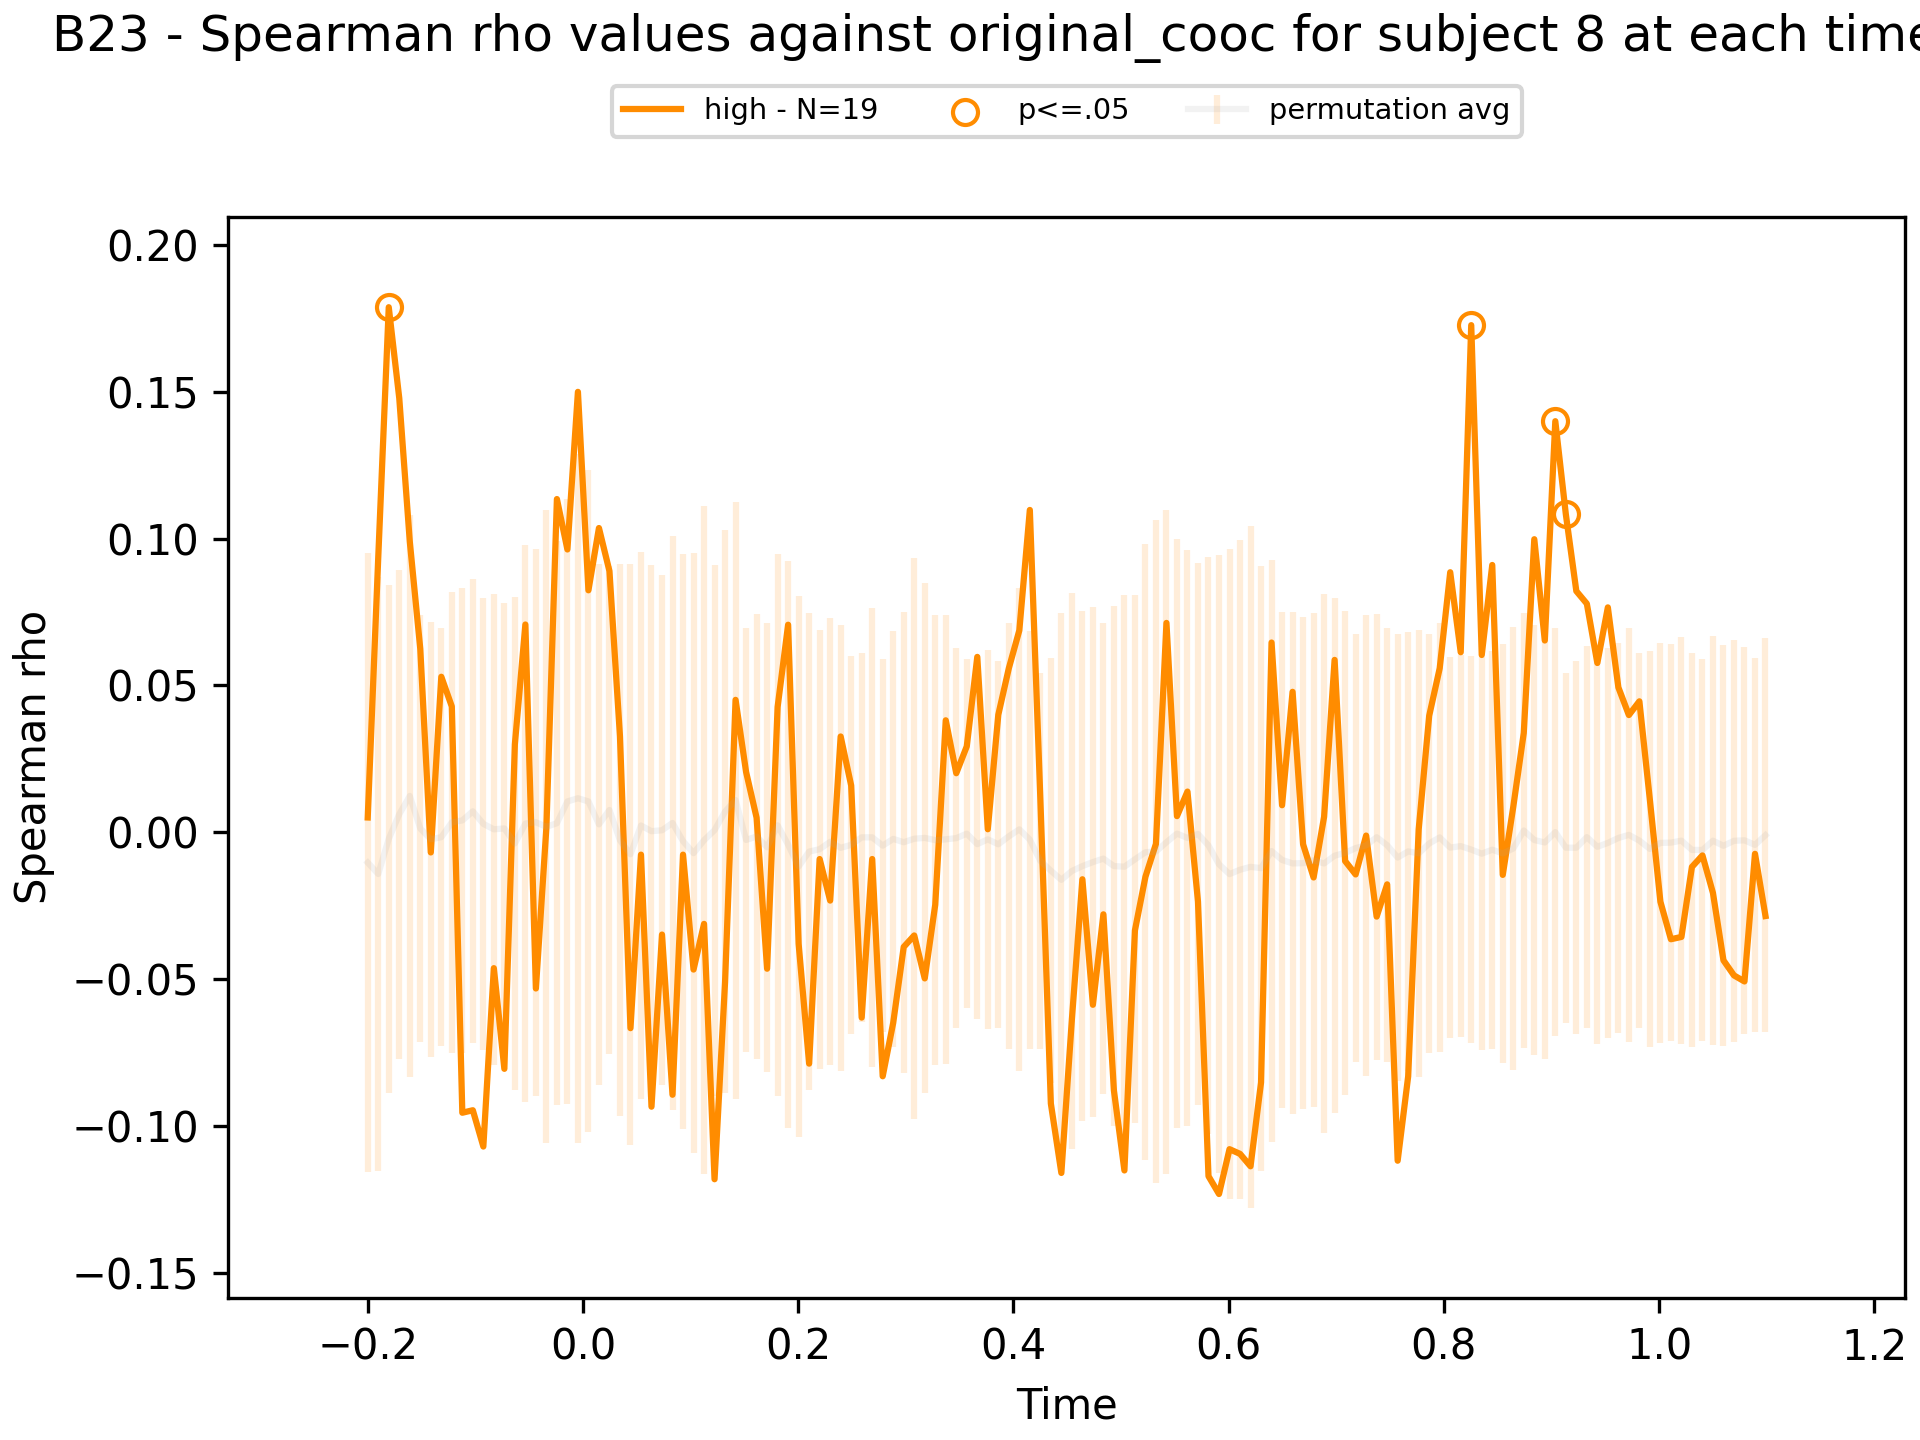 B23 - Spearman rho values against original_cooc for subject 8 at each time
high - N=19 p<=.05 permutation avg
0.20
0.15
0.10
0.05
0.00
−0.05
−0.10
−0.15
Spearman rho
−0.2 0.0 0.2 0.4 0.6 0.8 1.0 1.2
Time